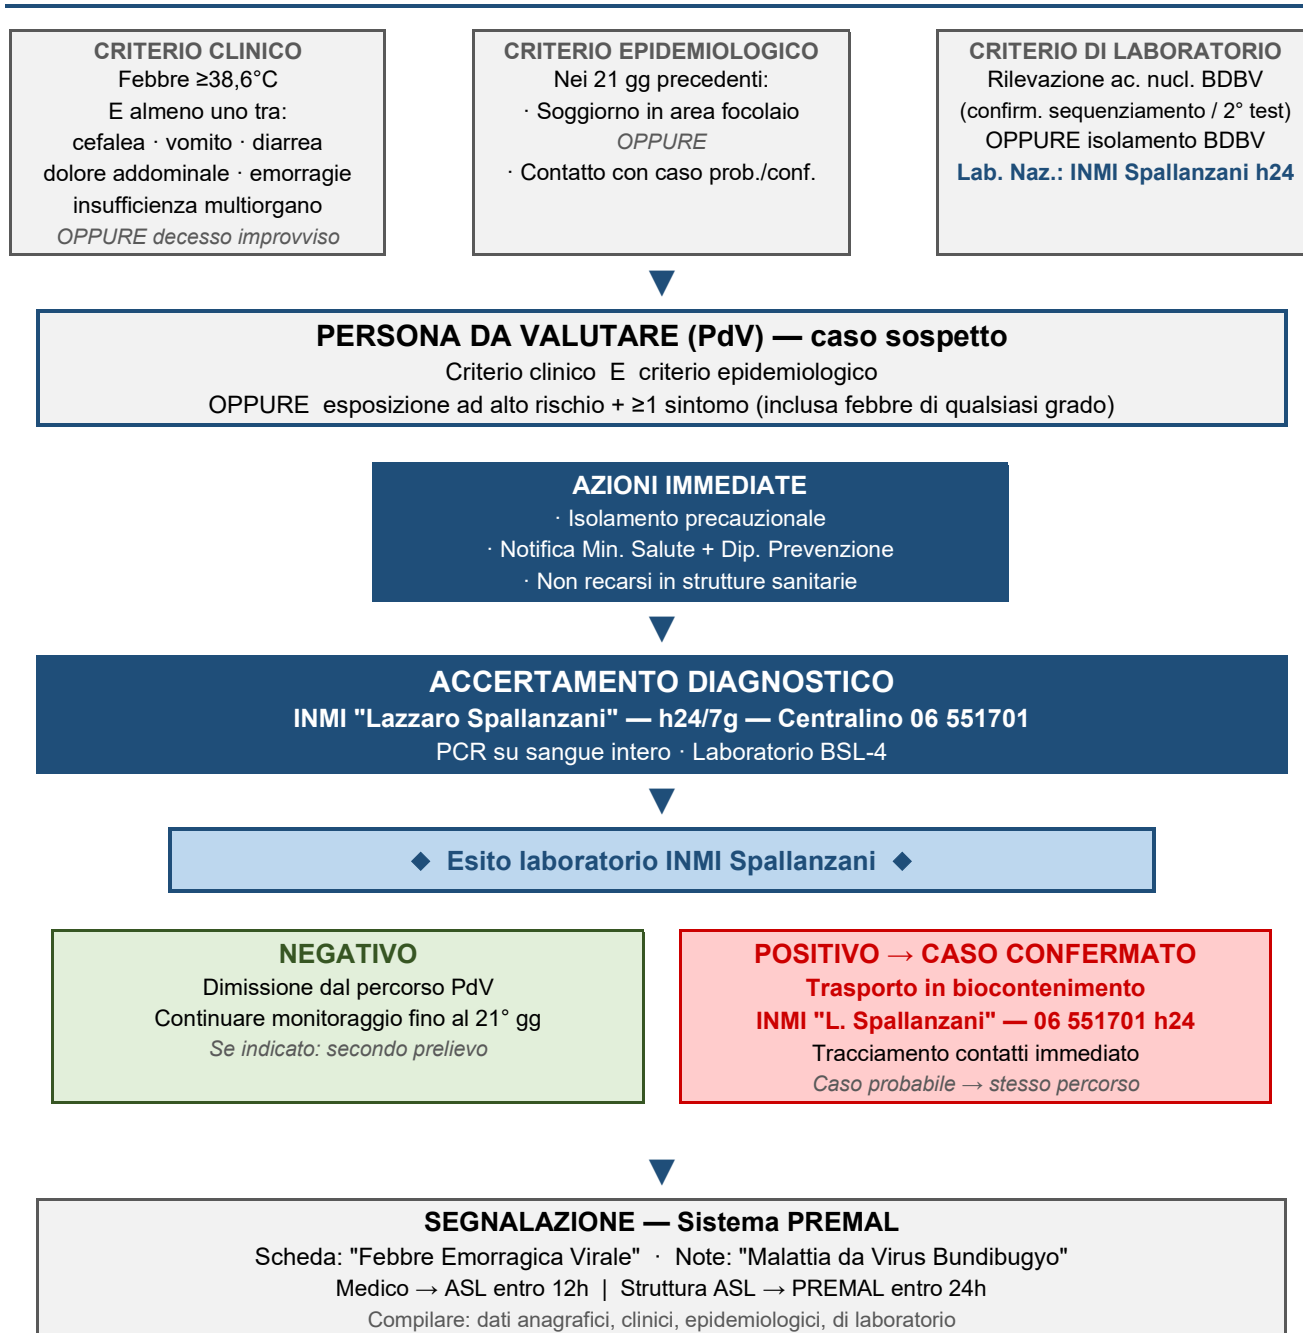 CRITERIO CLINICO
Febbre ≥38,6°C
E almeno uno tra:
cefalea · vomito · diarrea
dolore addominale · emorragie
insufficienza multiorgano
OPPURE decesso improvviso
CRITERIO EPIDEMIOLOGICO
Nei 21 gg precedenti:
· Soggiorno in area focolaio
OPPURE
· Contatto con caso prob./conf.
CRITERIO DI LABORATORIO
Rilevazione ac. nucl. BDBV
(confirm. sequenziamento / 2° test)
OPPURE isolamento BDBV
Lab. Naz.: INMI Spallanzani h24
PERSONA DA VALUTARE (PdV) — caso sospetto
Criterio clinico E criterio epidemiologico
OPPURE esposizione ad alto rischio + ≥1 sintomo (inclusa febbre di qualsiasi grado)
AZIONI IMMEDIATE
· Isolamento precauzionale
· Notifica Min. Salute + Dip. Prevenzione
· Non recarsi in strutture sanitarie
ACCERTAMENTO DIAGNOSTICO
INMI "Lazzaro Spallanzani" — h24/7g — Centralino 06 551701
PCR su sangue intero · Laboratorio BSL-4
◆ Esito laboratorio INMI Spallanzani ◆
NEGATIVO
Dimissione dal percorso PdV
Continuare monitoraggio fino al 21° gg
Se indicato: secondo prelievo
POSITIVO → CASO CONFERMATO
Trasporto in biocontenimento
INMI "L. Spallanzani" — 06 551701 h24
Tracciamento contatti immediato
Caso probabile → stesso percorso
SEGNALAZIONE — Sistema PREMAL
Scheda: "Febbre Emorragica Virale" · Note: "Malattia da Virus Bundibugyo"
Medico → ASL entro 12h | Struttura ASL → PREMAL entro 24h
Compilare: dati anagrafici, clinici, epidemiologici, di laboratorio